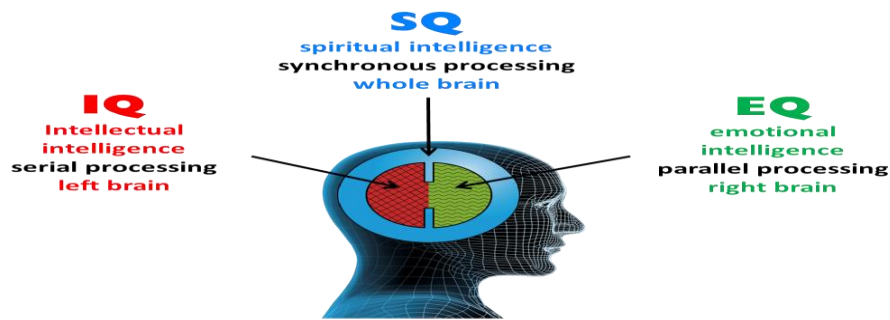 SQ
spiritual intelligence
synchronous processing
whole brain
IQ
Intellectual
intelligence
serial processing
left brain
EQ
emotional
intelligence
parallel processing
right brain